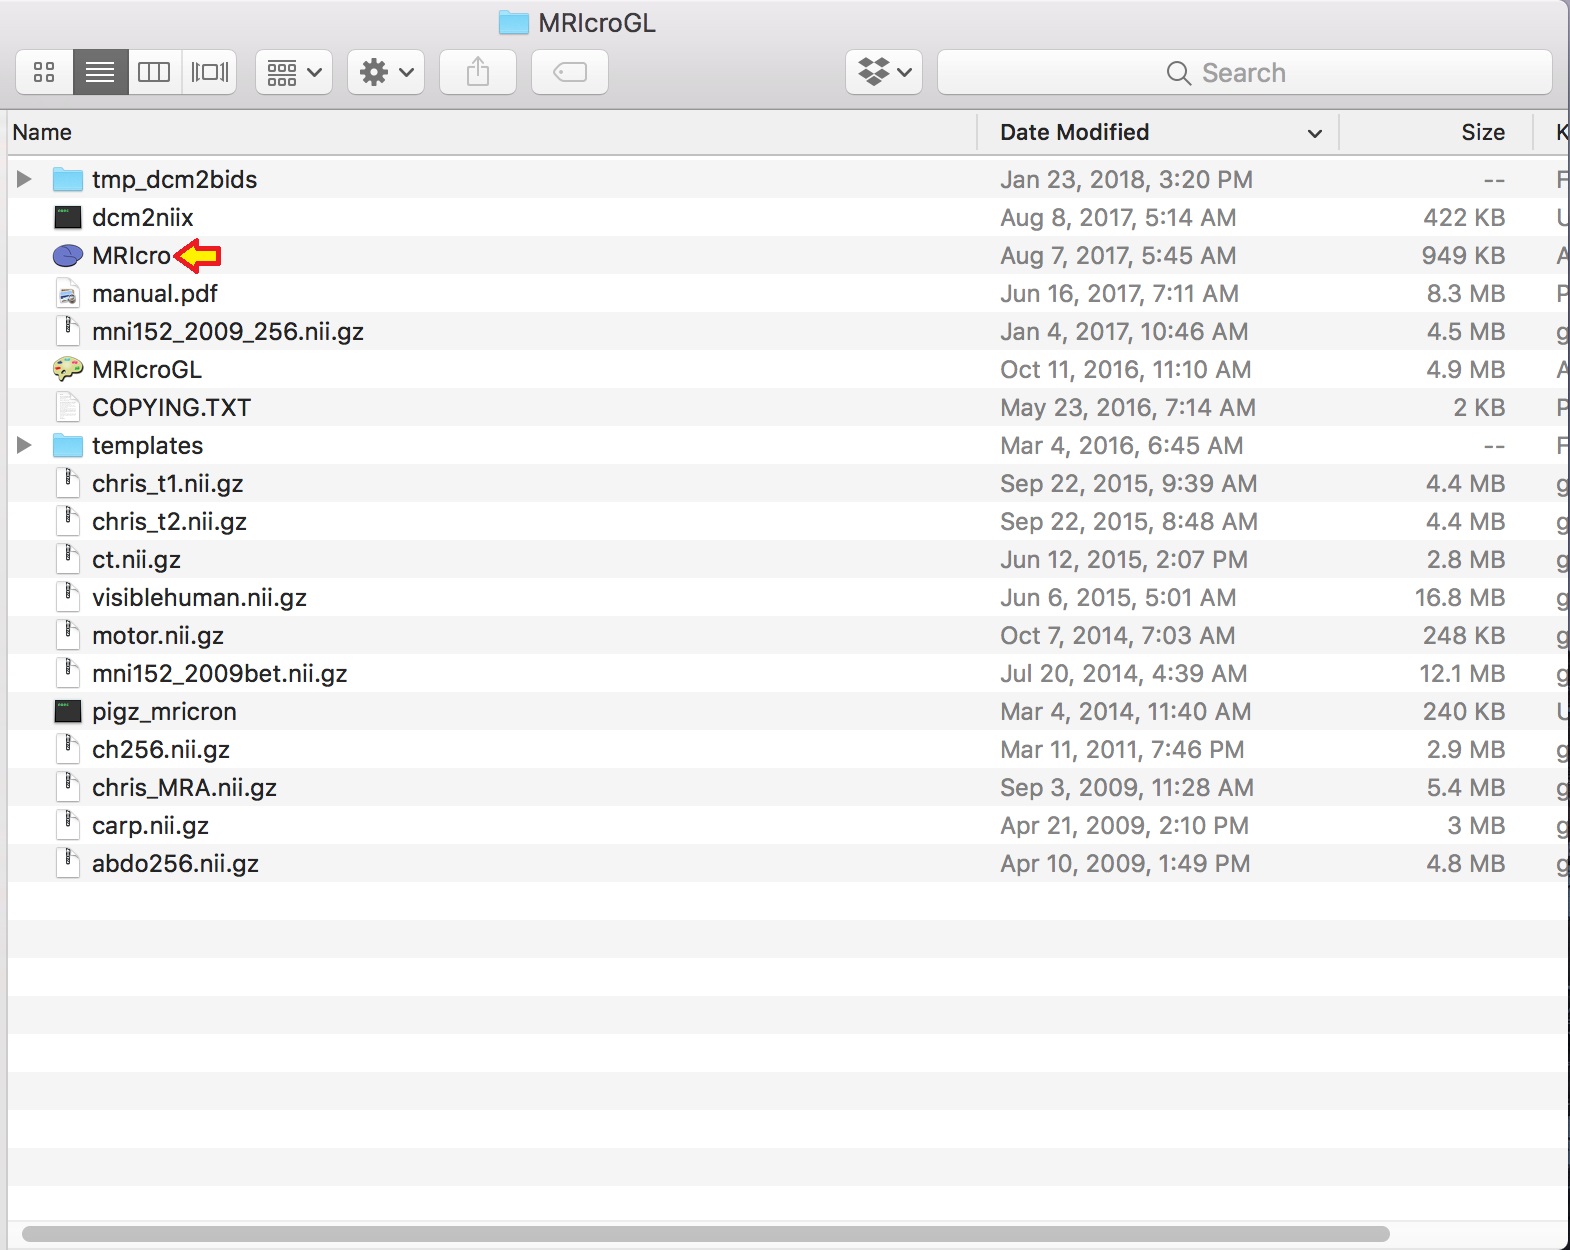 MRIcroGL
Search
Name Date Modified Size K
tmp_dcm2bids Jan 23, 2018, 3:20 PM -- F
dcm2niix Aug 8, 2017, 5:14 AM 422 KB U
MRIcro Aug 7, 2017, 5:45 AM 949 KB A
manual.pdf Jun 16, 2017, 7:11 AM 8.3 MB P
mni152_2009_256.nii.gz Jan 4, 2017, 10:46 AM 4.5 MB g
MRIcroGL Oct 11, 2016, 11:10 AM 4.9 MB A
COPYING.TXT May 23, 2016, 7:14 AM 2 KB P
templates Mar 4, 2016, 6:45 AM -- F
chris_t1.nii.gz Sep 22, 2015, 9:39 AM 4.4 MB g
chris_t2.nii.gz Sep 22, 2015, 8:48 AM 4.4 MB g
ct.nii.gz Jun 12, 2015, 2:07 PM 2.8 MB g
visiblehuman.nii.gz Jun 6, 2015, 5:01 AM 16.8 MB g
motor.nii.gz Oct 7, 2014, 7:03 AM 248 KB g
mni152_2009bet.nii.gz Jul 20, 2014, 4:39 AM 12.1 MB g
pigz_mricron Mar 4, 2014, 11:40 AM 240 KB U
ch256.nii.gz Mar 11, 2011, 7:46 PM 2.9 MB g
chris_MRA.nii.gz Sep 3, 2009, 11:28 AM 5.4 MB g
carp.nii.gz Apr 21, 2009, 2:10 PM 3 MB g
abdo256.nii.gz Apr 10, 2009, 1:49 PM 4.8 MB g